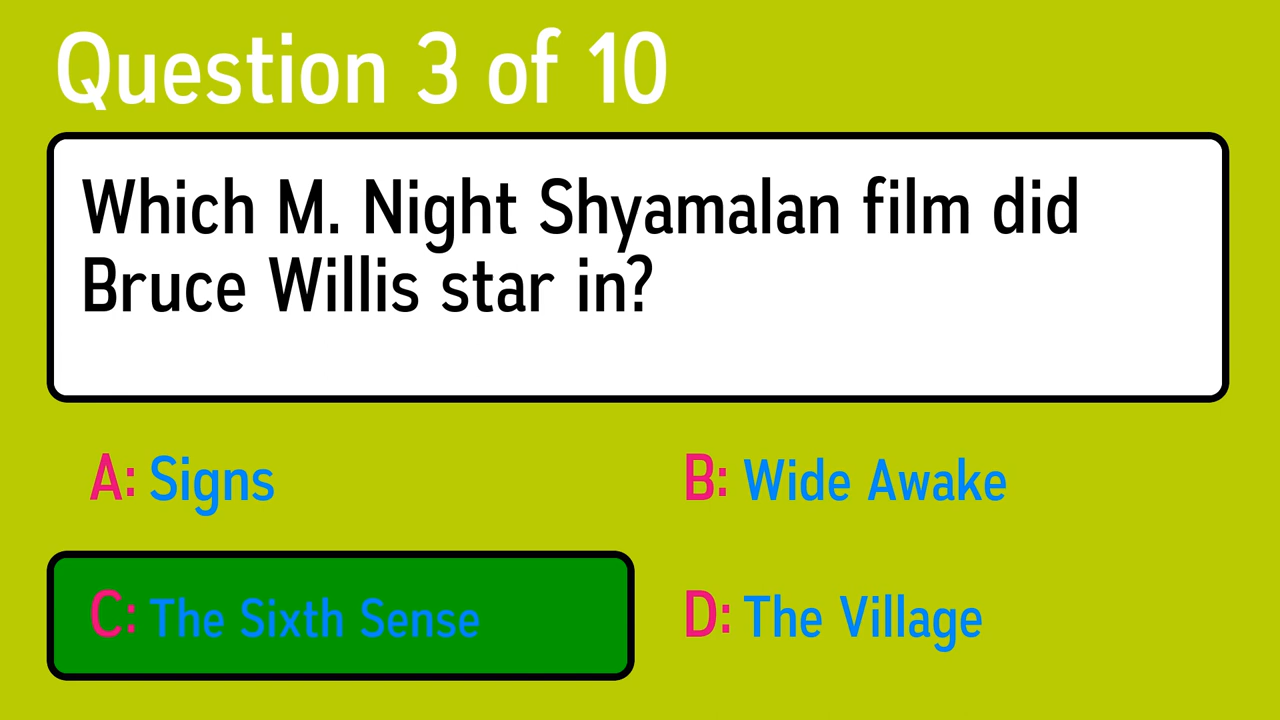 Question 3 of 10
Which M. Night Shyamalan film did
Bruce Willis star in?
A: Signs
B: Wide Awake
C: The Sixth Sense
D: The Village